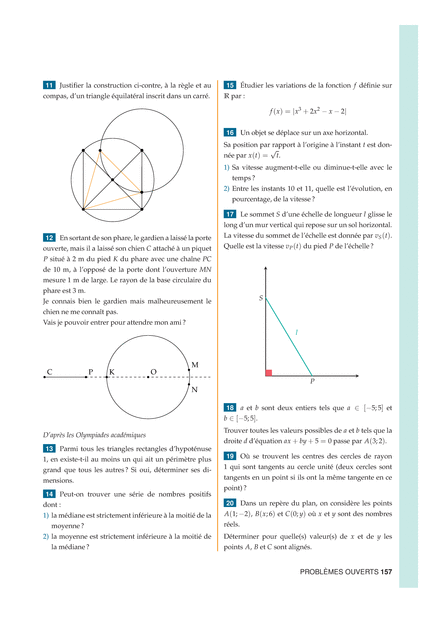 11 Justifier la construction ci-contre, à la règle et au
compas, d'un triangle équilatéral inscrit dans un carré.
12 En sortant de son phare, le gardien a laissé la porte
ouverte, mais il a laissé son chien C attaché à un piquet
P situé à 2 m du pied K du phare avec une chaîne PC
de 10 m, à l'opposé de la porte dont l'ouverture MN
mesure 1 m de large. Le rayon de la base circulaire du
phare est 3 m.
Je connais bien le gardien mais malheureusement le
chien ne me connaît pas.
Vais je pouvoir entrer pour attendre mon ami ?
C P K O M
N
D'après les Olympiades académiques
13 Parmi tous les triangles rectangles d'hypoténuse
1, en existe-t-il au moins un qui ait un périmètre plus
grand que tous les autres ? Si oui, déterminer ses di-
mensions.
14 Peut-on trouver une série de nombres positifs
dont :
1) la médiane est strictement inférieure à la moitié de la
moyenne ?
2) la moyenne est strictement inférieure à la moitié de
la médiane ?
15 Étudier les variations de la fonction f définie sur
ℝ par :
f(x) = |x³ + 2x² − x − 2|
16 Un objet se déplace sur un axe horizontal.
Sa position par rapport à l'origine à l'instant t est don-
née par x(t) = √t.
1) Sa vitesse augmente-t-elle ou diminue-t-elle avec le
temps ?
2) Entre les instants 10 et 11, quelle est l'évolution, en
pourcentage, de la vitesse ?
17 Le sommet S d'une échelle de longueur l glisse le
long d'un mur vertical qui repose sur un sol horizontal.
La vitesse du sommet de l'échelle est donnée par vS(t).
Quelle est la vitesse vP(t) du pied P de l'échelle ?
S
l
P
18 a et b sont deux entiers tels que a ∈ [−5;5] et
b ∈ [−5;5].
Trouver toutes les valeurs possibles de a et b tels que la
droite d d'équation ax + by + 5 = 0 passe par A(3;2).
19 Où se trouvent les centres des cercles de rayon
1 qui sont tangents au cercle unité (deux cercles sont
tangents en un point si ils ont la même tangente en ce
point) ?
20 Dans un repère du plan, on considère les points
A(1;−2), B(x;6) et C(0;y) où x et y sont des nombres
réels.
Déterminer pour quelle(s) valeur(s) de x et de y les
points A, B et C sont alignés.
PROBLÈMES OUVERTS 157